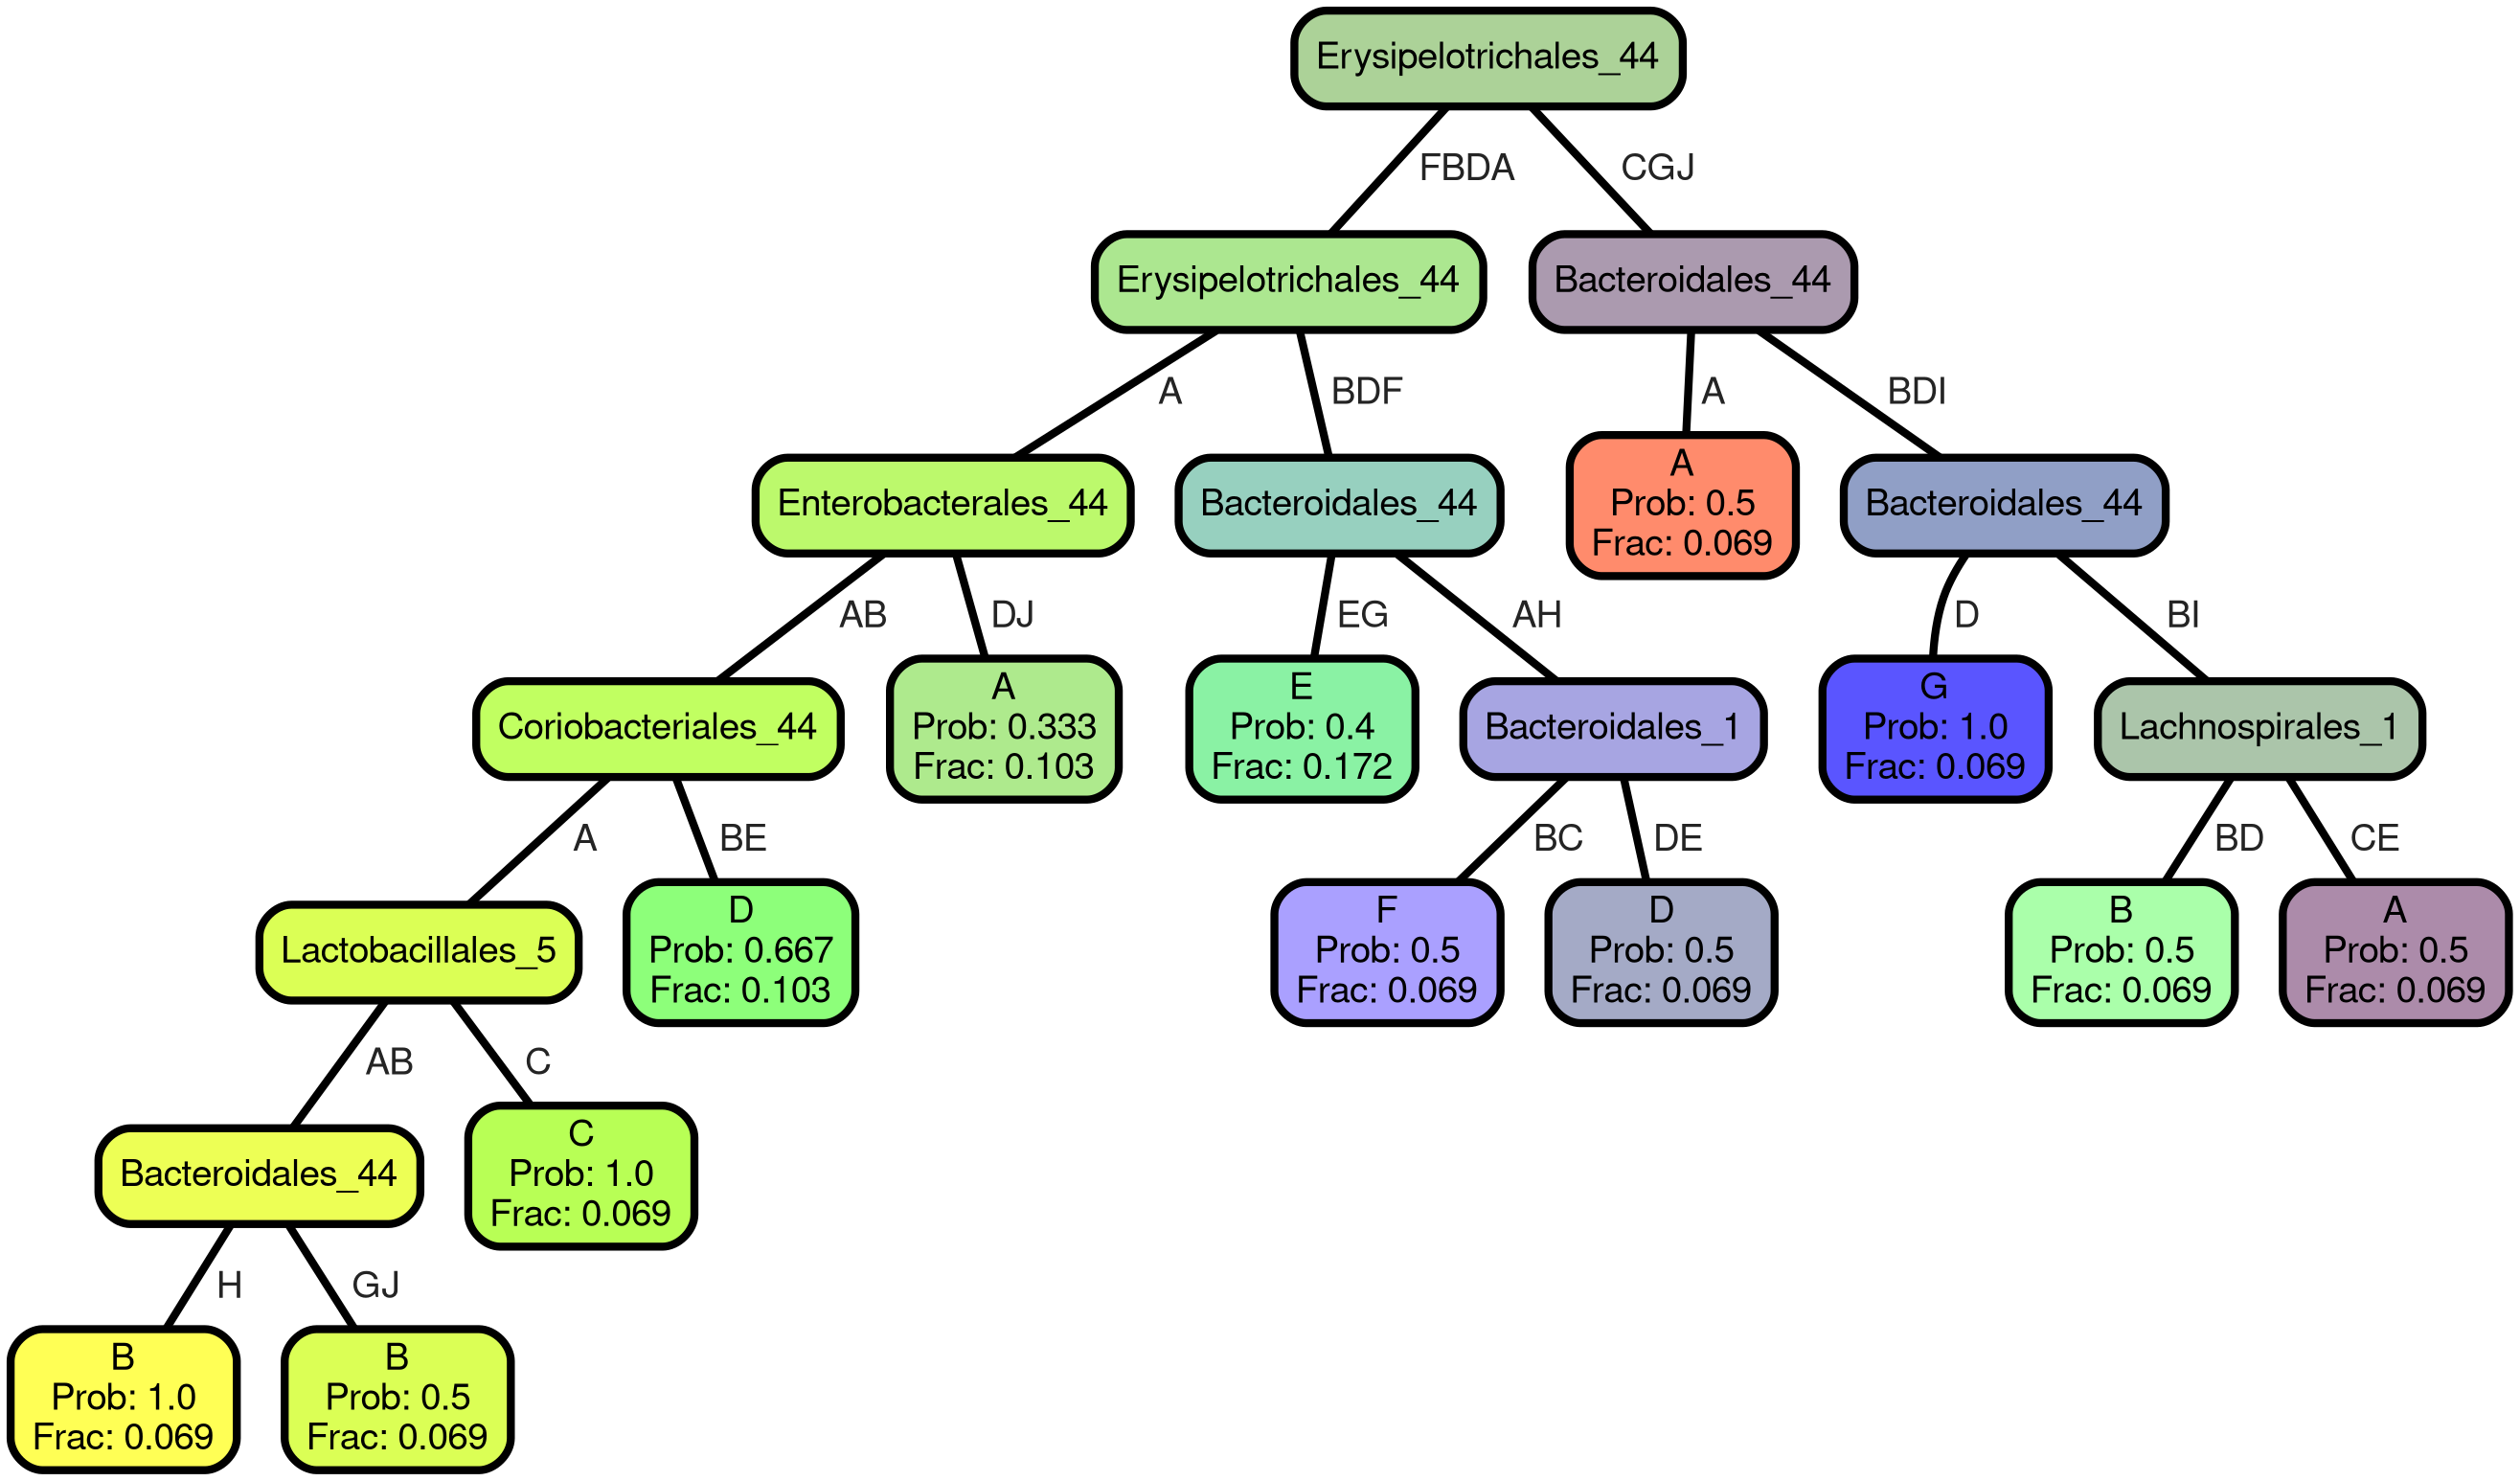 Erysipelotrichales_44
FBDA
CGJ
Erysipelotrichales_44
Bacteroidales_44
A
BDF
A
BDI
Enterobacterales_44
Bacteroidales_44
A
Prob: 0.5
Frac: 0.069
Bacteroidales_44
AB
DJ
EG
AH
D
BI
Coriobacteriales_44
A
Prob: 0.333
Frac: 0.103
E
Prob: 0.4
Frac: 0.172
Bacteroidales_1
G
Prob: 1.0
Frac: 0.069
Lachnospirales_1
A
BE
BC
DE
BD
CE
Lactobacillales_5
D
Prob: 0.667
Frac: 0.103
F
Prob: 0.5
Frac: 0.069
D
Prob: 0.5
Frac: 0.069
B
Prob: 0.5
Frac: 0.069
A
Prob: 0.5
Frac: 0.069
AB
C
Bacteroidales_44
C
Prob: 1.0
Frac: 0.069
H
GJ
B
Prob: 1.0
Frac: 0.069
B
Prob: 0.5
Frac: 0.069